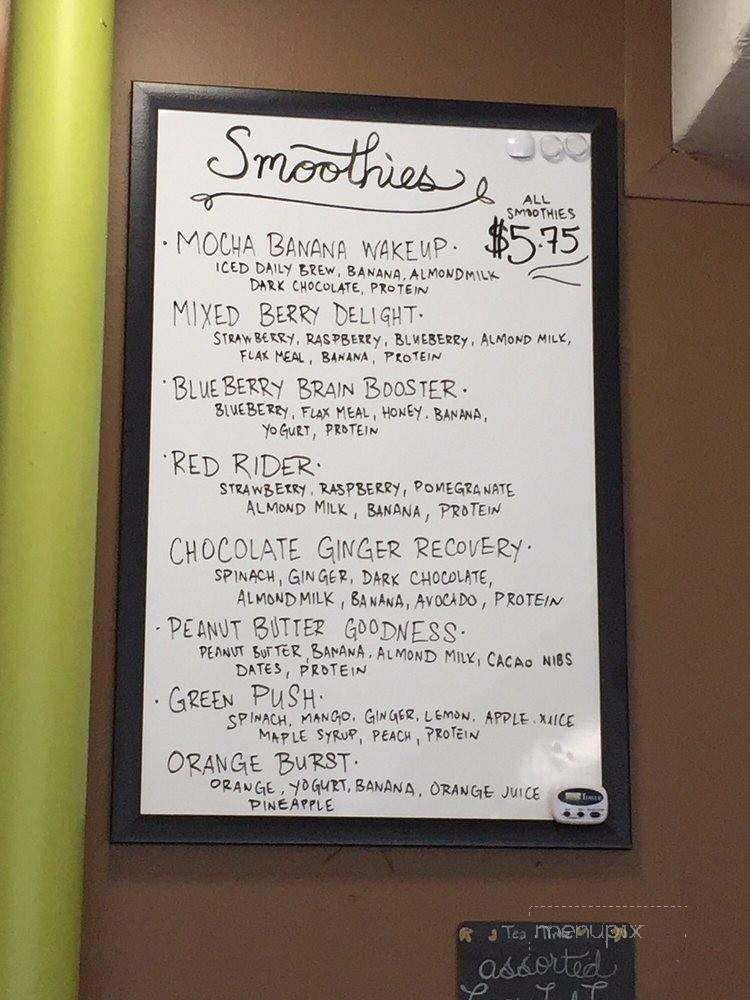 Smoothies
ALL
SMOOTHIES
$5.75
· MOCHA BANANA WAKEUP ·
ICED DAILY BREW, BANANA, ALMONDMILK
DARK CHOCOLATE, PROTEIN
MIXED BERRY DELIGHT ·
STRAWBERRY, RASPBERRY, BLUEBERRY, ALMOND MILK,
FLAX MEAL, BANANA, PROTEIN
· BLUEBERRY BRAIN BOOSTER ·
BLUEBERRY, FLAX MEAL, HONEY. BANANA,
YOGURT, PROTEIN
· RED RIDER ·
STRAWBERRY, RASPBERRY, POMEGRANATE
ALMOND MILK, BANANA, PROTEIN
CHOCOLATE GINGER RECOVERY ·
SPINACH, GINGER, DARK CHOCOLATE,
ALMOND MILK, BANANA, AVOCADO, PROTEIN
· PEANUT BUTTER GOODNESS ·
PEANUT BUTTER, BANANA. ALMOND MILK, CACAO NIBS
DATES, PROTEIN
· GREEN PUSH ·
SPINACH, MANGO, GINGER, LEMON. APPLE. JUICE
MAPLE SYRUP, PEACH, PROTEIN
ORANGE BURST ·
ORANGE, YOGURT, BANANA, ORANGE JUICE
PINEAPPLE
Tea
menupix
assorted